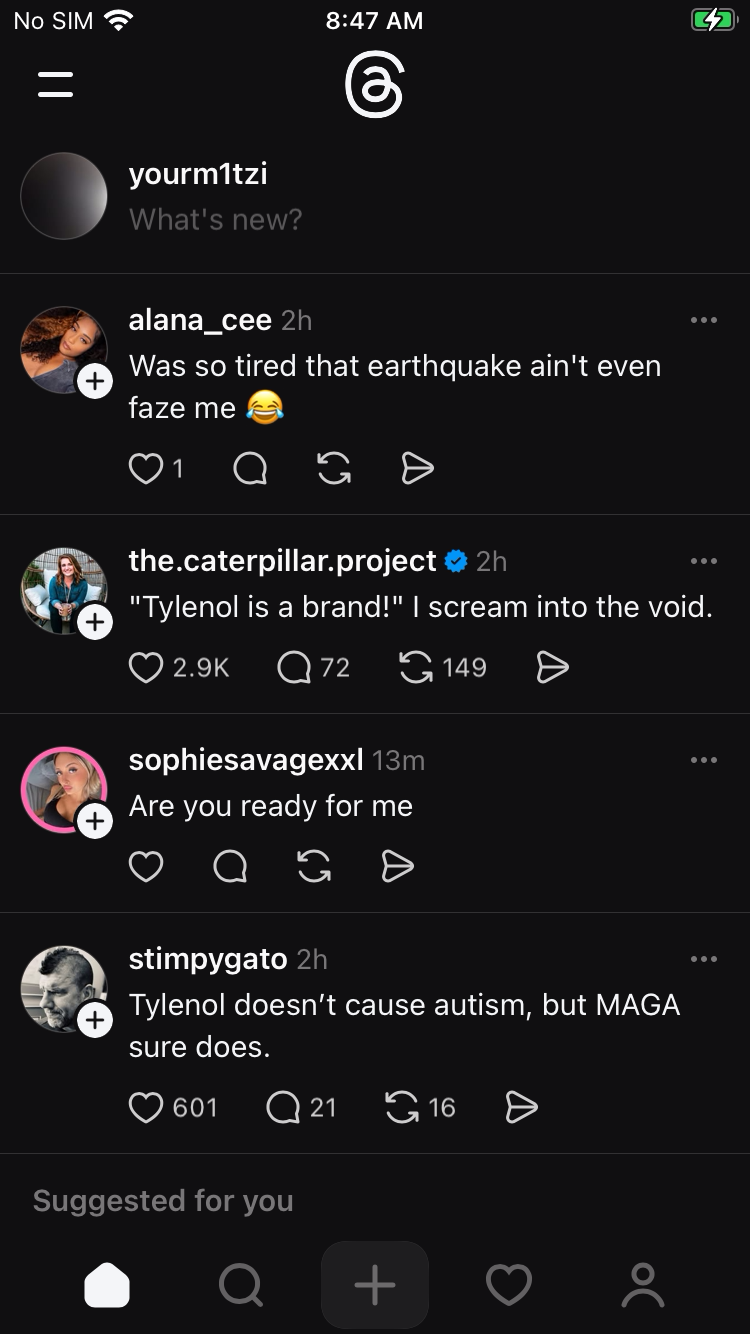 No SIM 8:47 AM
yourm1tzi
What's new?
alana_cee 2h
Was so tired that earthquake ain't even
faze me 😂
1
the.caterpillar.project 2h
"Tylenol is a brand!" I scream into the void.
2.9K 72 149
sophiesavagexxl 13m
Are you ready for me
stimpygato 2h
Tylenol doesn’t cause autism, but MAGA
sure does.
601 21 16
Suggested for you